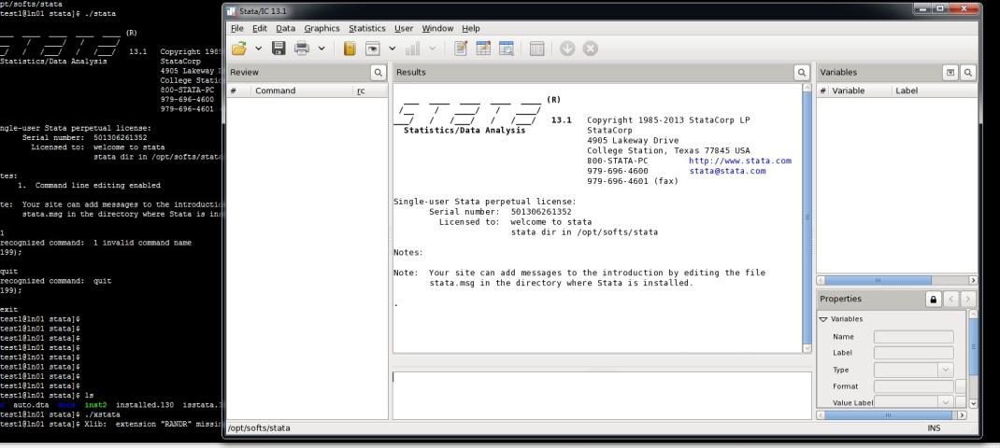 pt/softs/stata
test1@ln01 stata]$ ./stata
(R)
13.1 Copyright 198
Statistics/Data Analysis StataCorp
4905 Lakeway
College Static
800-STATA-PC
979-696-4600
979-696-4601
ngle-user Stata perpetual license:
Serial number: 501306261352
Licensed to: welcome to stata
stata dir in /opt/softs/stata
tes:
1. Command line editing enabled
te: Your site can add messages to the introductio
stata.msg in the directory where Stata is ins
1
recognized command: 1 invalid command name
199);
quit
recognized command: quit
199);
exit
test1@ln01 stata]$
test1@ln01 stata]$
test1@ln01 stata]$
test1@ln01 stata]$
test1@ln01 stata]$
test1@ln01 stata]$
test1@ln01 stata]$
test1@ln01 stata]$
test1@ln01 stata]$ ls
auto.dta inst2 installed.130 isstata.1
test1@ln01 stata]$ ./xstata
test1@ln01 stata]$ Xlib: extension "RANDR" missin
Stata/IC 13.1
File Edit Data Graphics Statistics User Window Help
Review
# Command rc
Results
(R)
STATA 13.1 Copyright 1985-2013 StataCorp LP
Statistics/Data Analysis StataCorp
4905 Lakeway Drive
College Station, Texas 77845 USA
800-STATA-PC http://www.stata.com
979-696-4600 stata@stata.com
979-696-4601 (fax)
Single-user Stata perpetual license:
Serial number: 501306261352
Licensed to: welcome to stata
stata dir in /opt/softs/stata
Notes:
Note: Your site can add messages to the introduction by editing the file
stata.msg in the directory where Stata is installed.
.
Variables
# Variable Label
Properties
Variables
Name
Label
Type
Format
Value Label
/opt/softs/stata
INS